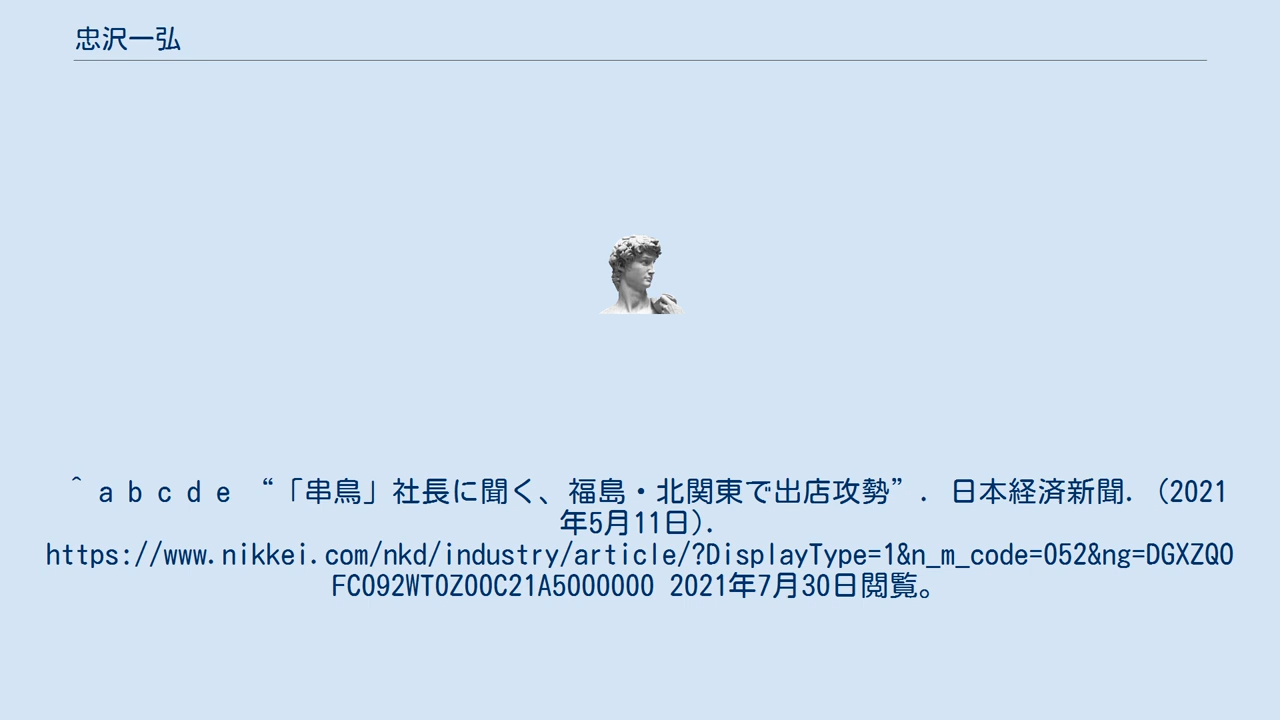 忠沢一弘
^ a b c d e “「串鳥」社長に聞く、福島・北関東で出店攻勢”. 日本経済新聞. (2021
年5月11日).
https://www.nikkei.com/nkd/industry/article/?DisplayType=1&n_m_code=052&ng=DGXZQO
FC092WT0Z00C21A5000000 2021年7月30日閲覧。